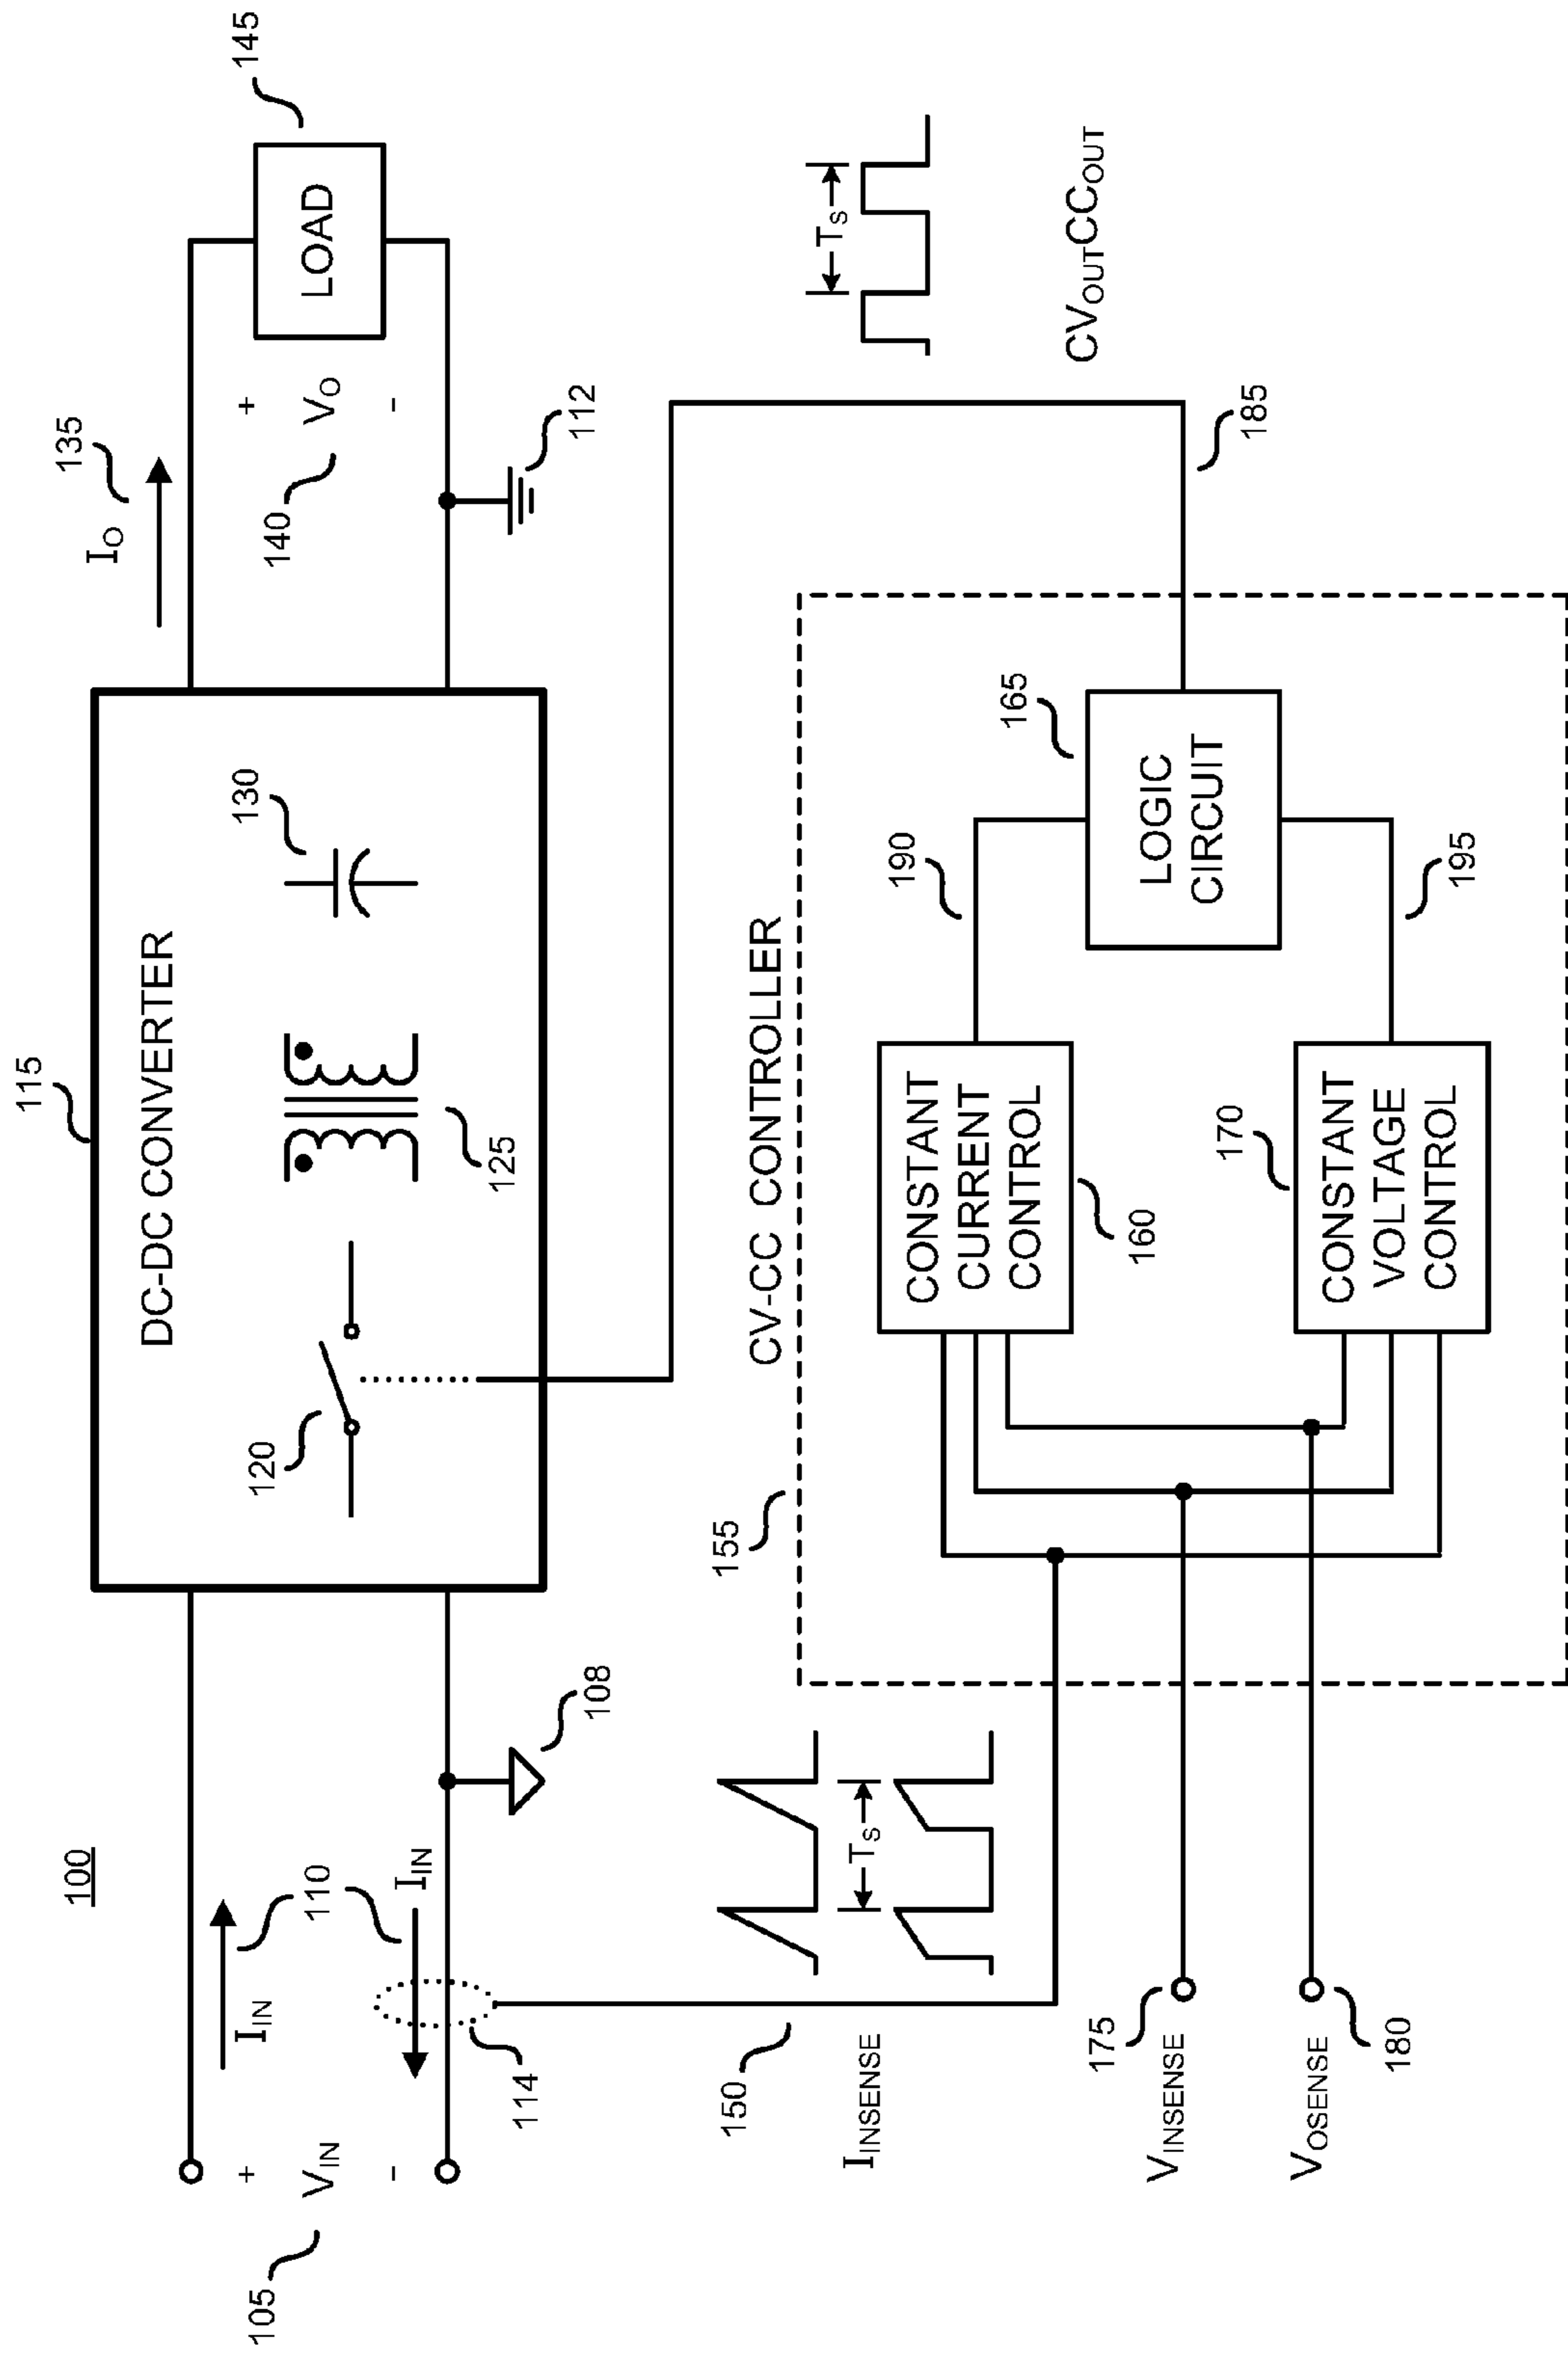 100
115
DC-DC CONVERTER
120
125
130
105
+
V_IN
-
I_IN
110
I_IN
114
108
I_O
135
140
+
V_O
-
112
LOAD
145
150
I_INSENSE
T_S
155
CV-CC CONTROLLER
CONSTANT
CURRENT
CONTROL
160
170
CONSTANT
VOLTAGE
CONTROL
190
195
165
LOGIC
CIRCUIT
185
T_S
CV_OUTCC_OUT
175
V_INSENSE
V_OSENSE
180